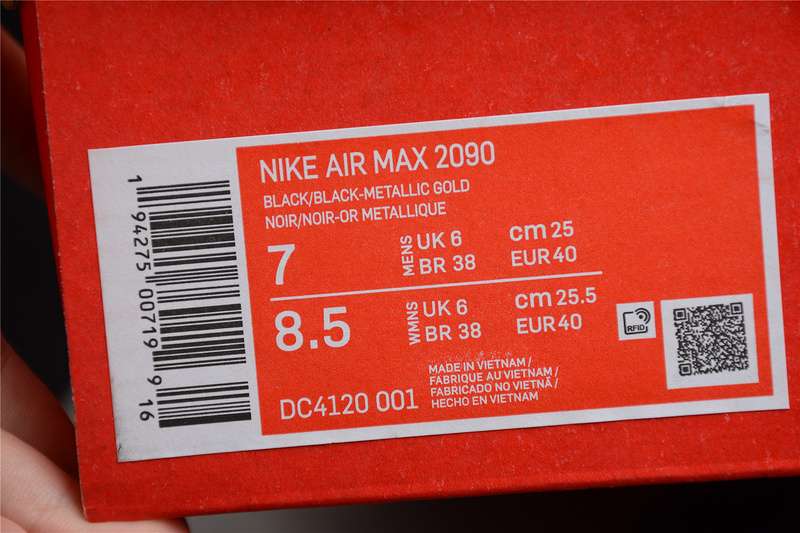 NIKE AIR MAX 2090
BLACK/BLACK-METALLIC GOLD
NOIR/NOIR-OR METALLIQUE
7 MENS UK 6 cm 25
BR 38 EUR 40
8.5 WMNS UK 6 cm 25.5
BR 38 EUR 40
RFID
DC4120 001
MADE IN VIETNAM /
FABRIQUE AU VIETNAM /
FABRICADO NO VIETNÃ /
HECHO EN VIETNAM
1 94275 00719 9 16